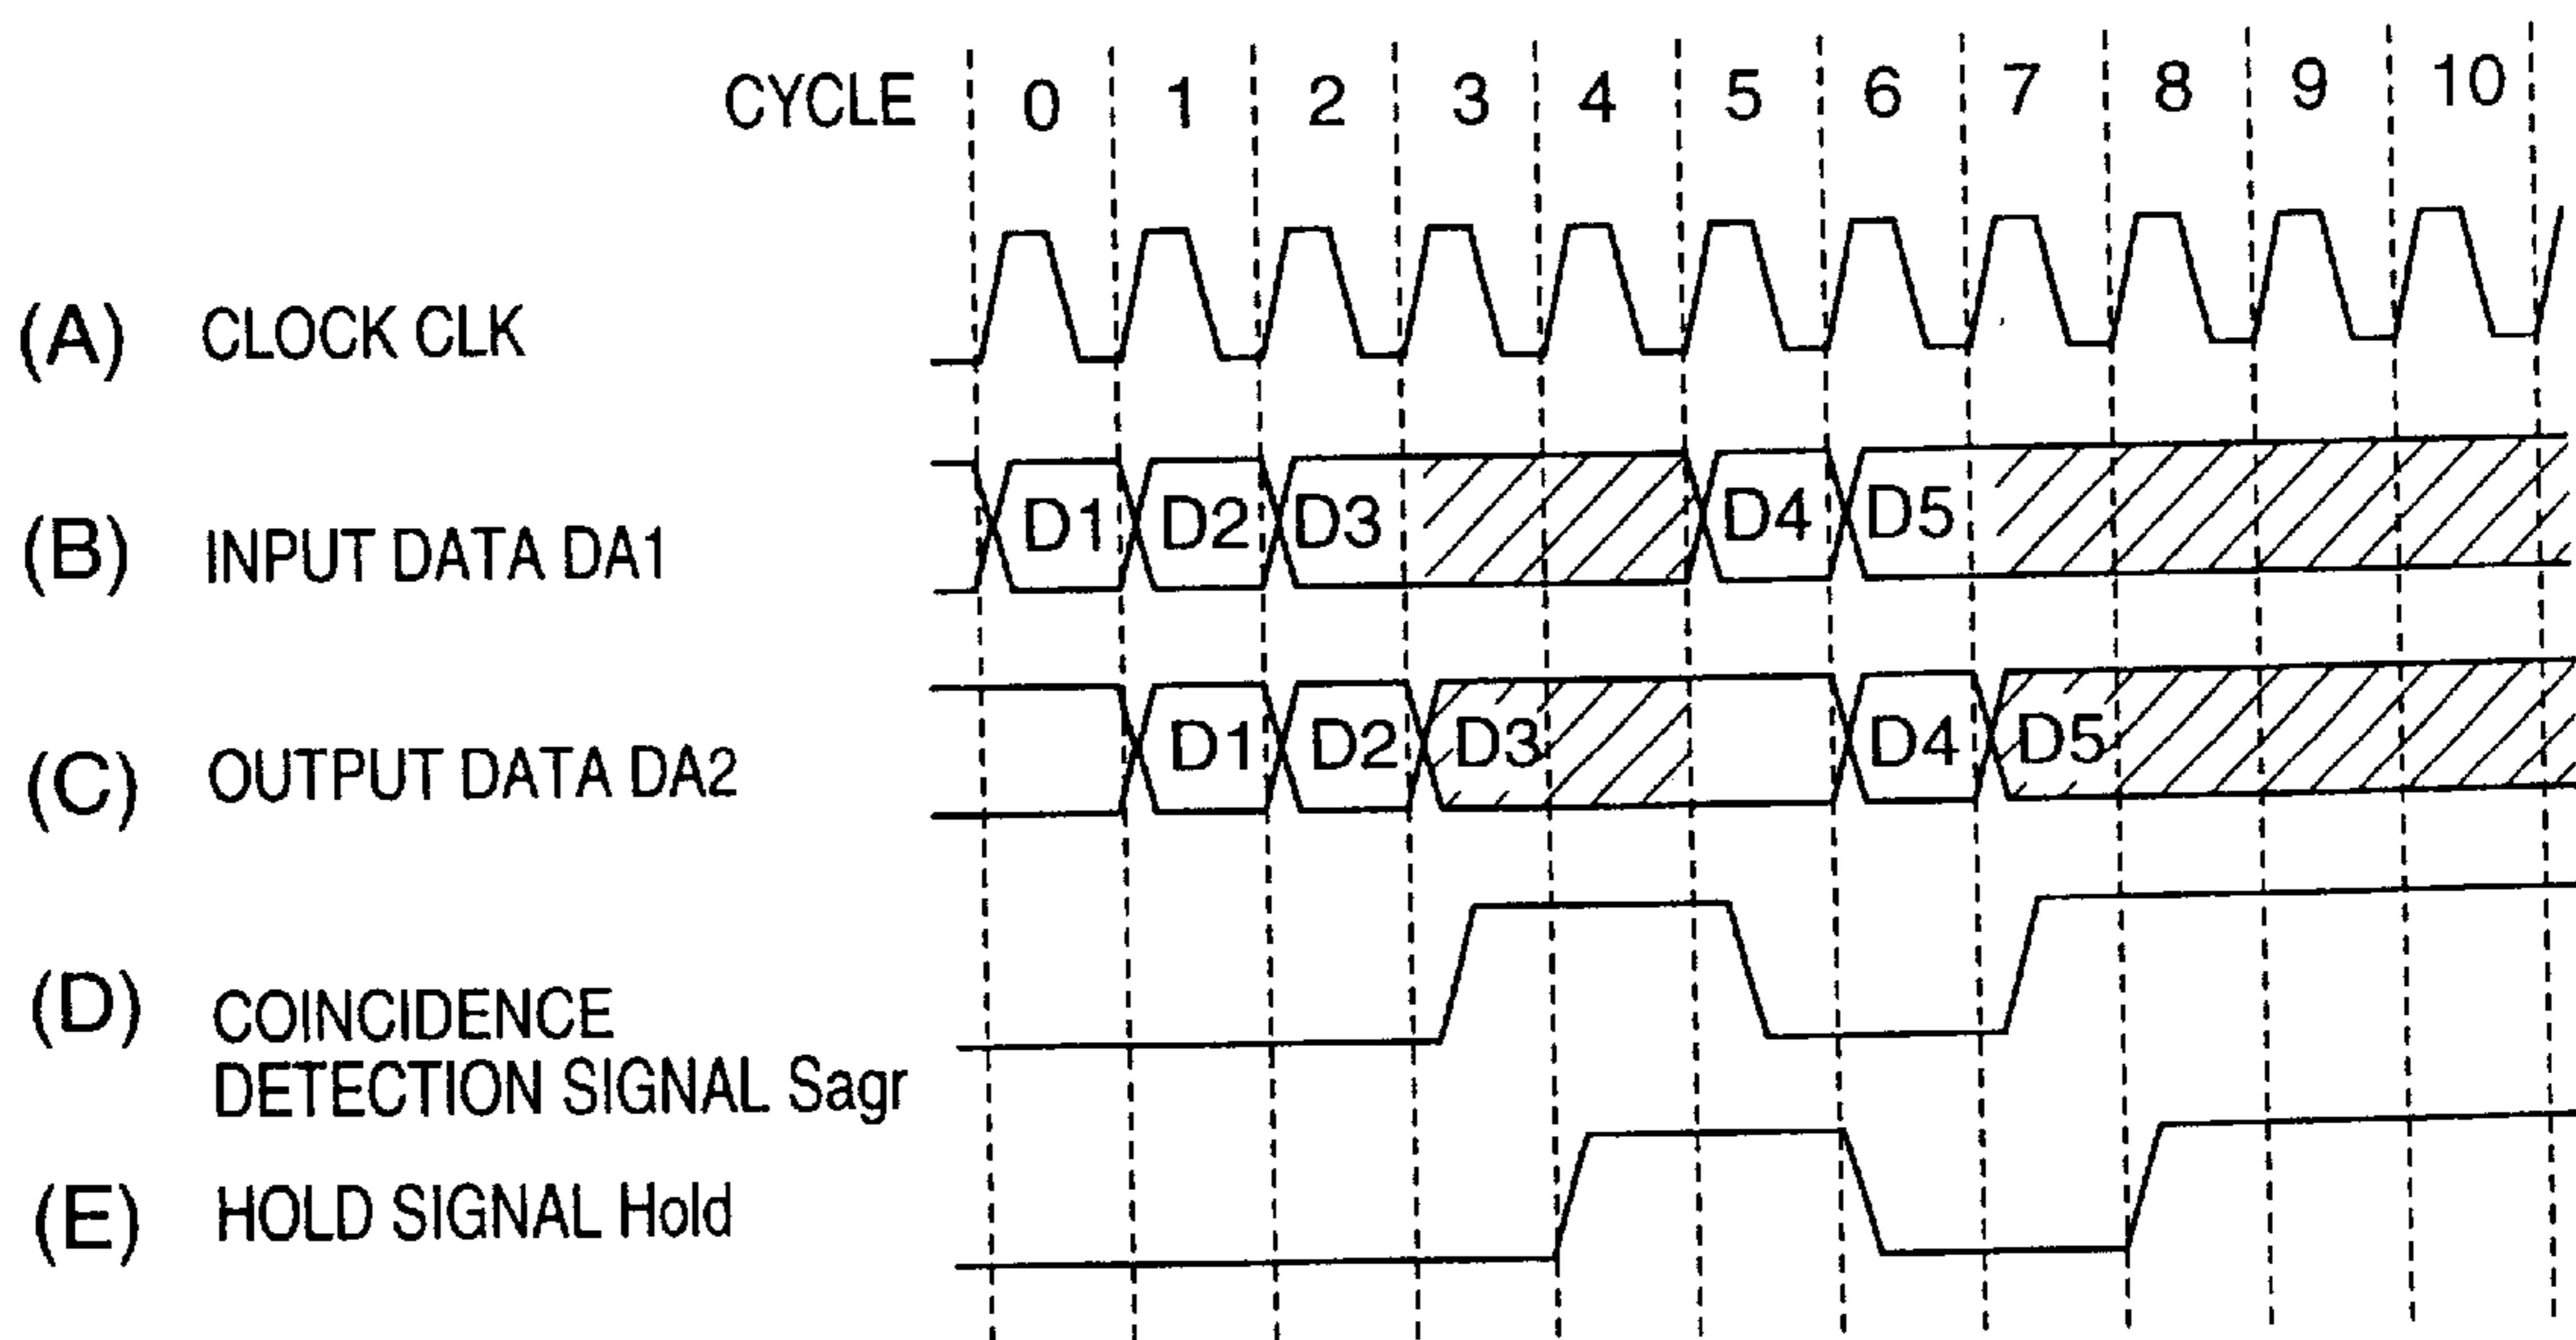 CYCLE 0 1 2 3 4 5 6 7 8 9 10
(A) CLOCK CLK
(B) INPUT DATA DA1 D1 D2 D3 D4 D5
(C) OUTPUT DATA DA2 D1 D2 D3 D4 D5
(D) COINCIDENCE
DETECTION SIGNAL Sagr
(E) HOLD SIGNAL Hold